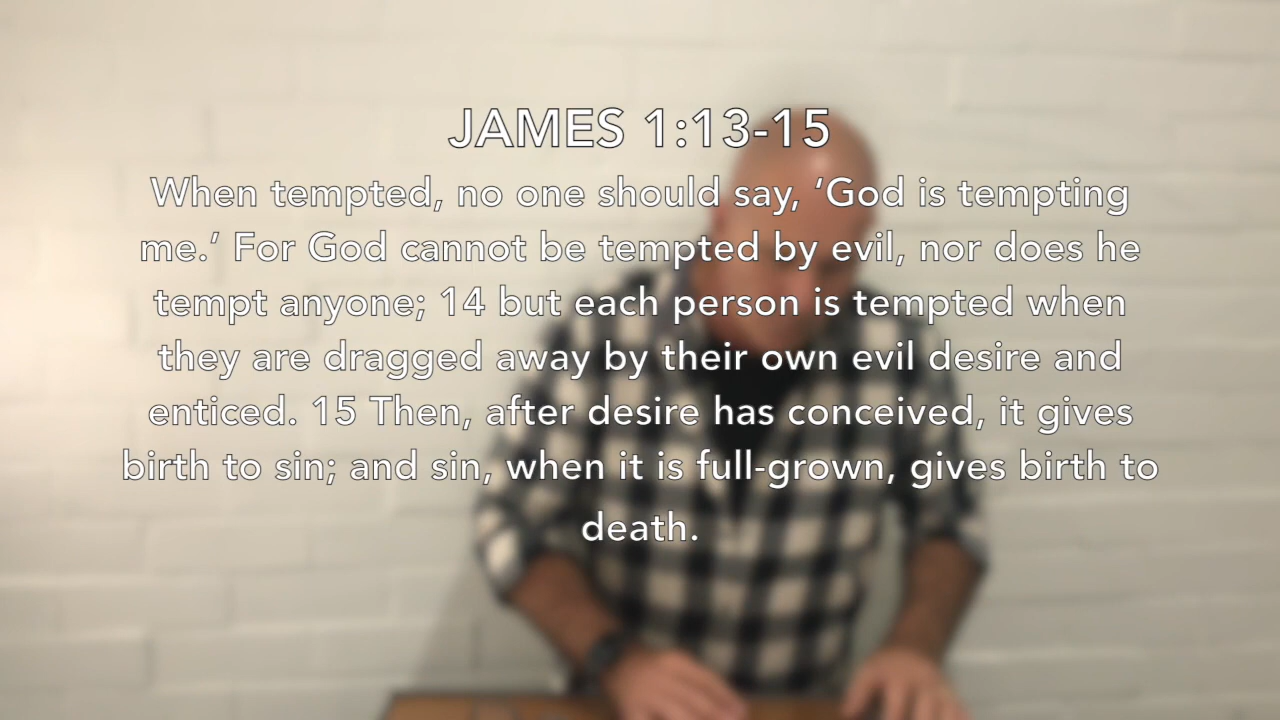 JAMES 1:13-15
When tempted, no one should say, ‘God is tempting
me.’ For God cannot be tempted by evil, nor does he
tempt anyone; 14 but each person is tempted when
they are dragged away by their own evil desire and
enticed. 15 Then, after desire has conceived, it gives
birth to sin; and sin, when it is full-grown, gives birth to
death.